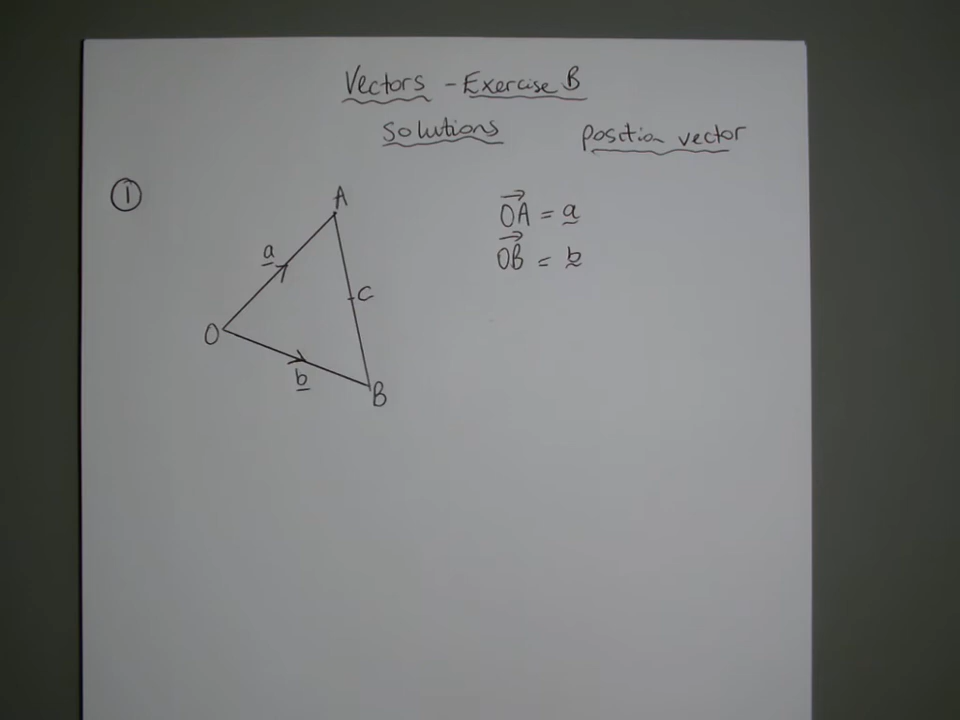 Vectors - Exercise B
Solutions
position vector
①
A
a
C
O
b
B
→OA = a
→OB = b